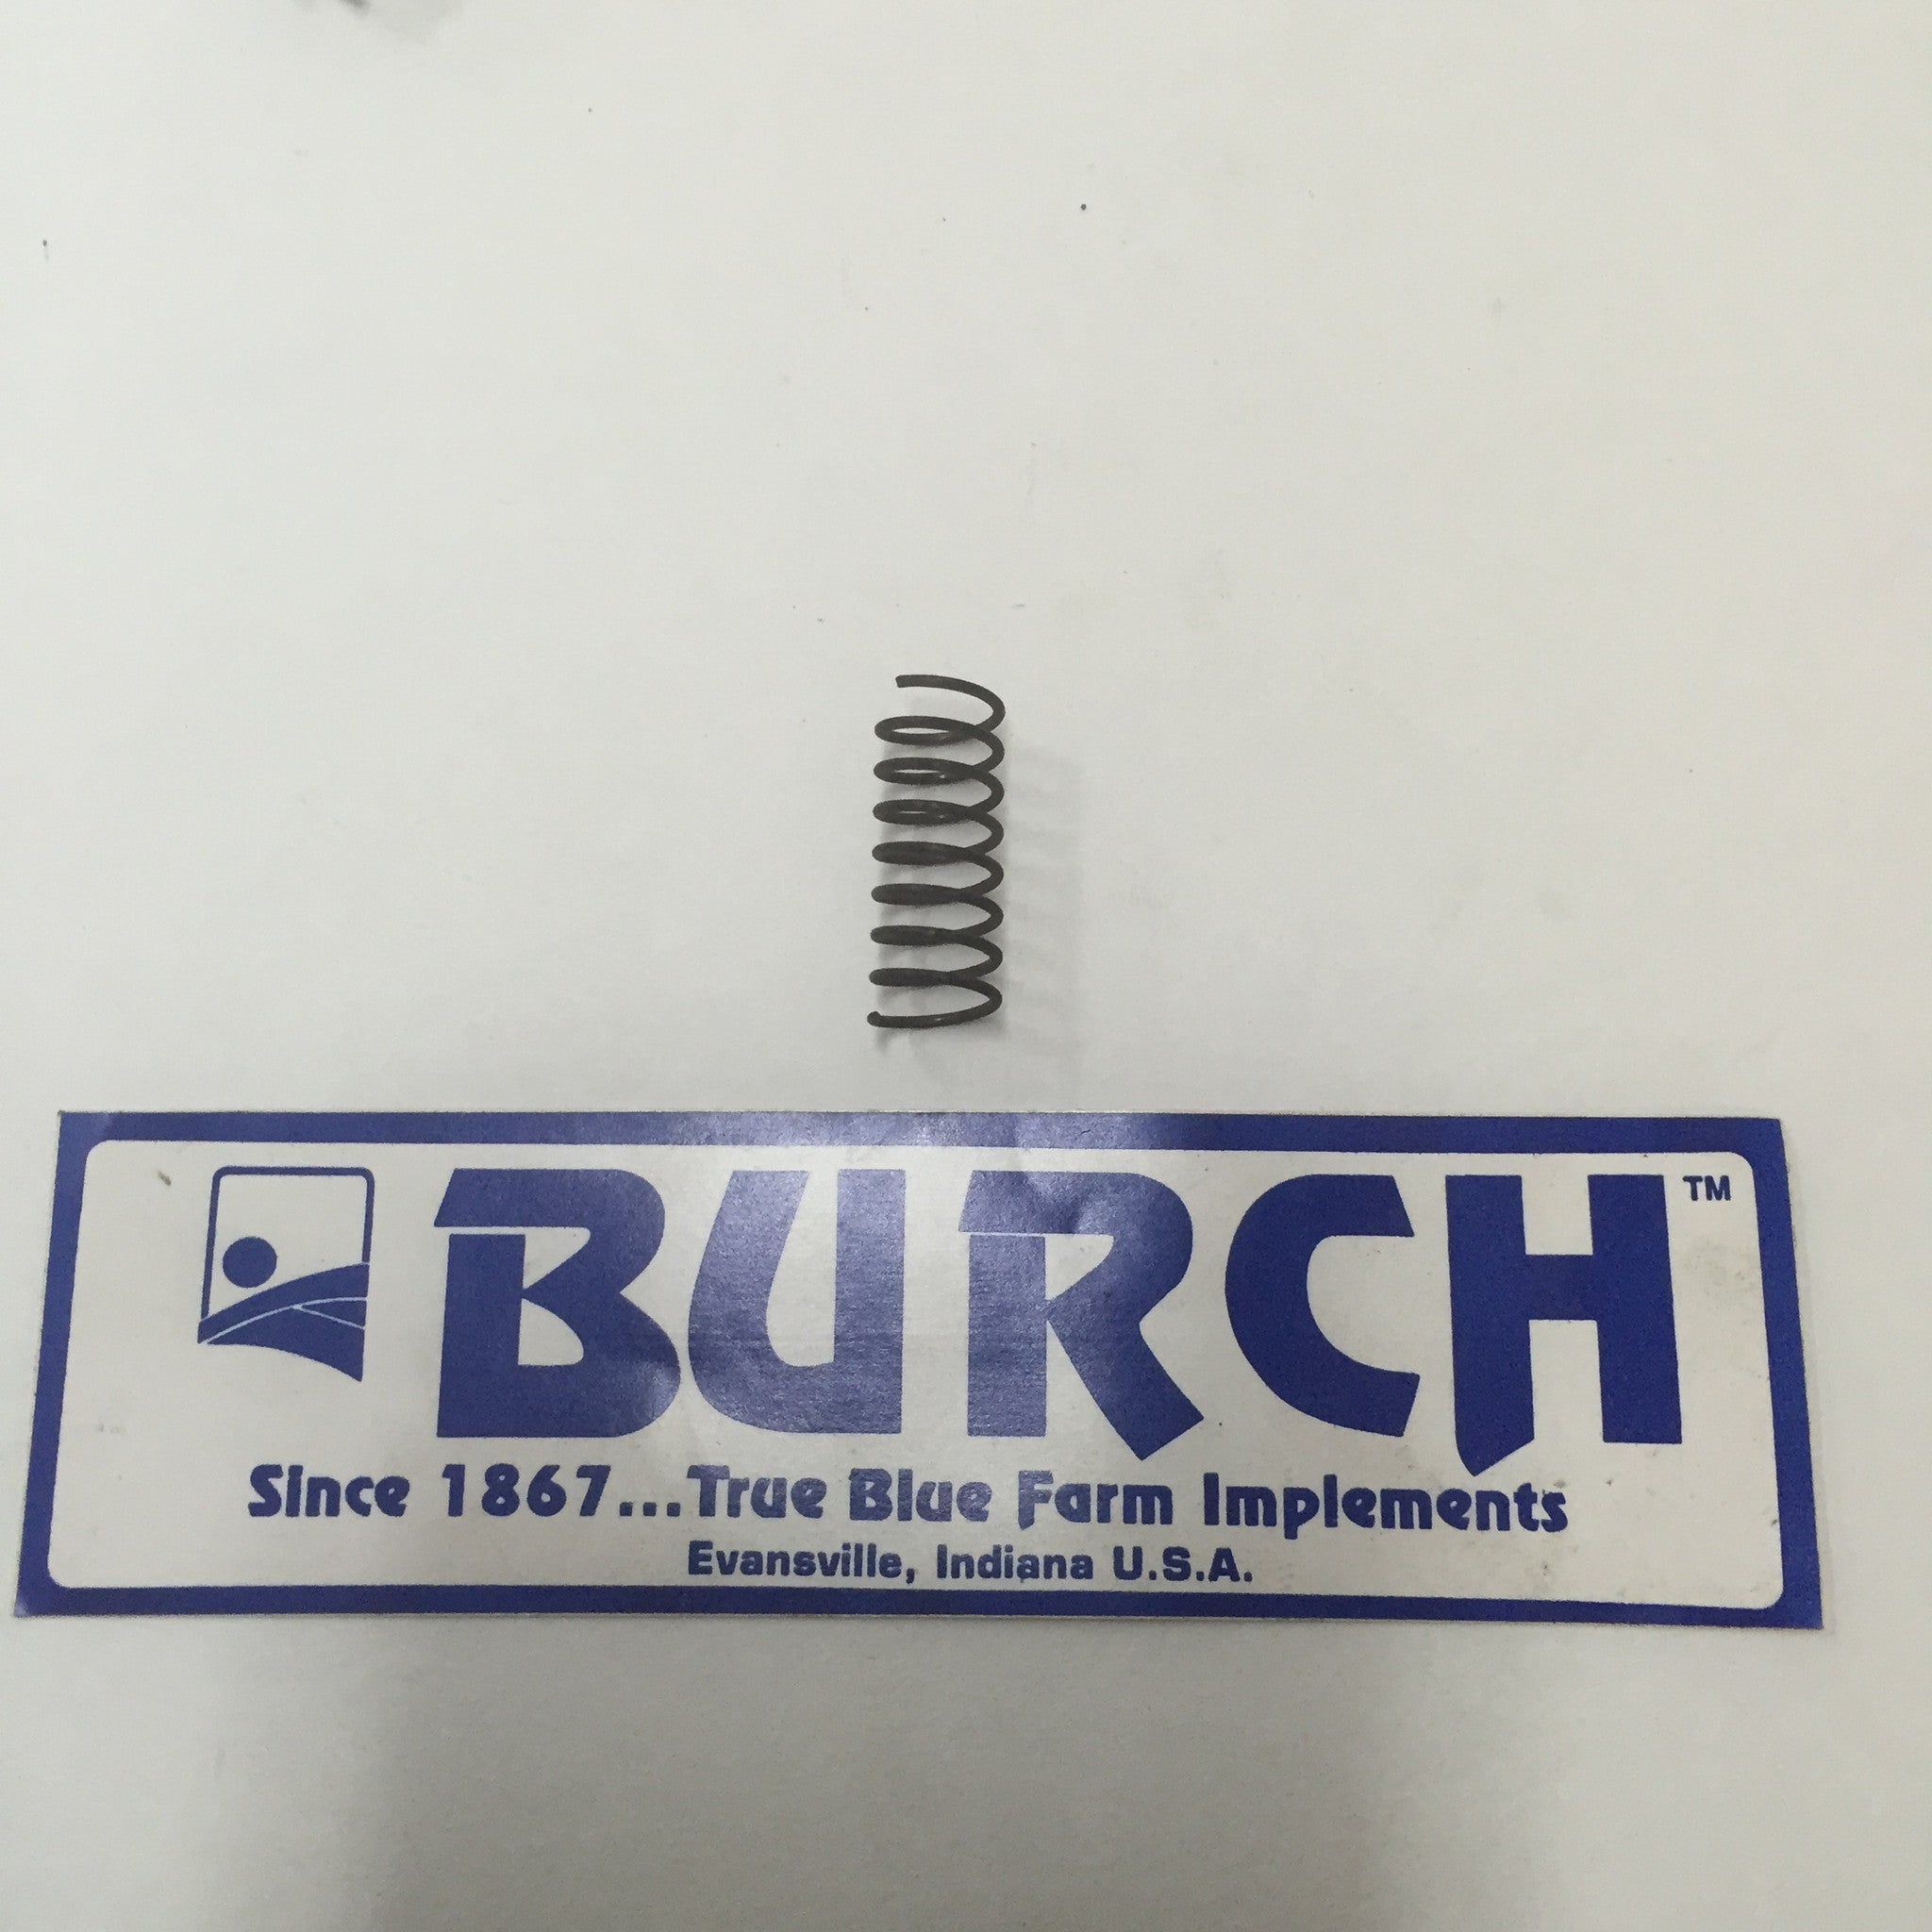 BURCH™
Since 1867...True Blue Farm Implements
Evansville, Indiana U.S.A.